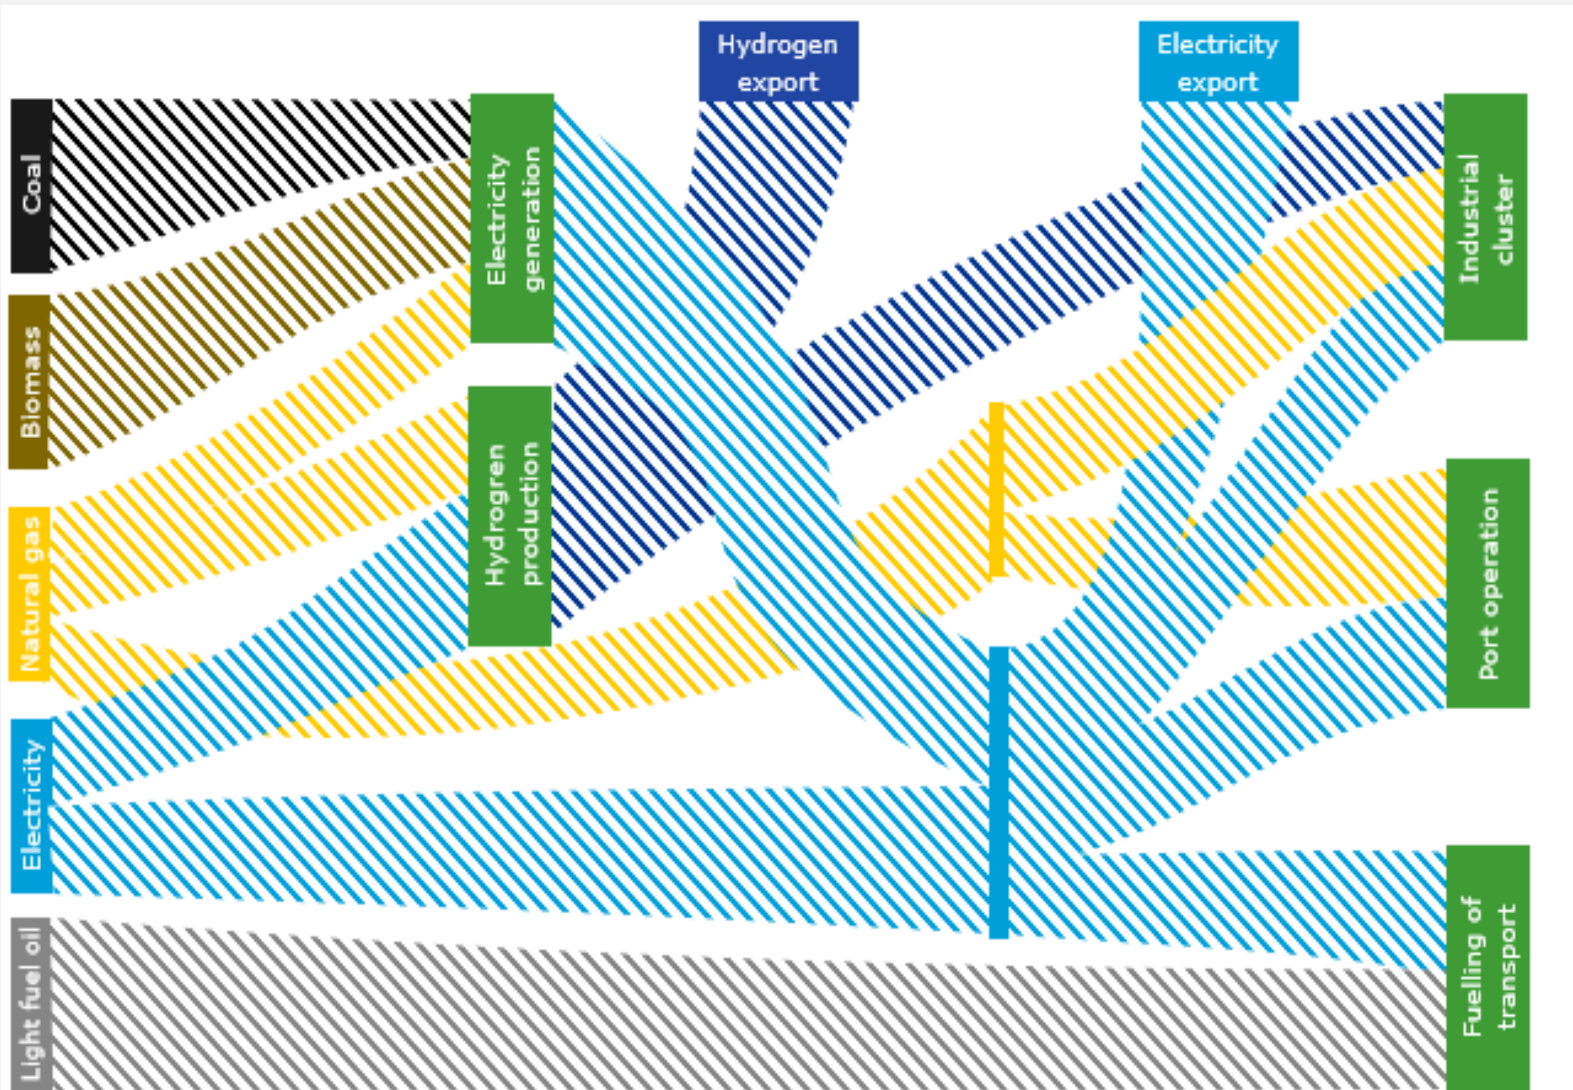 Hydrogen
export
Electricity
export
Coal
Biomass
Natural gas
Electricity
Light fuel oil
Electricity
generation
Hydrogren
production
Industrial
cluster
Port operation
Fuelling of
transport